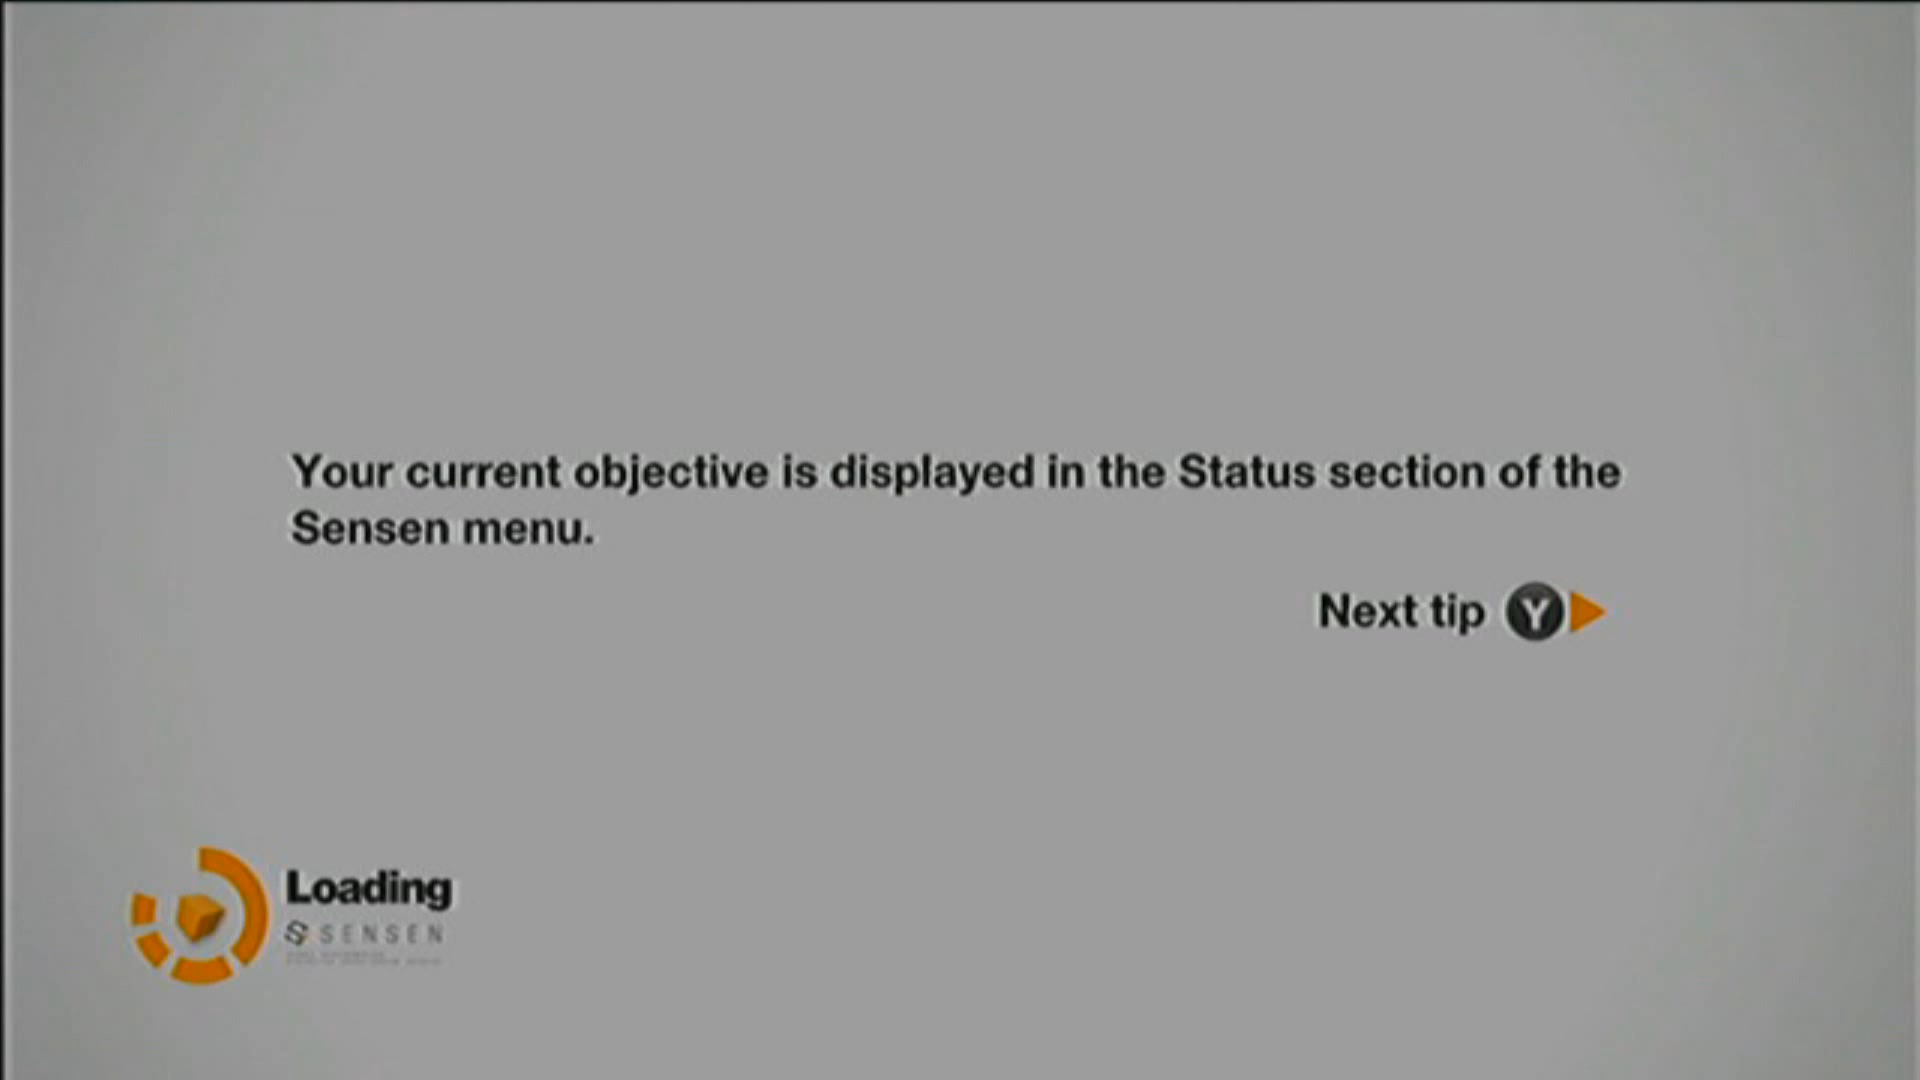 Your current objective is displayed in the Status section of the
Sensen menu.
Next tip Y
Loading
SENSEN